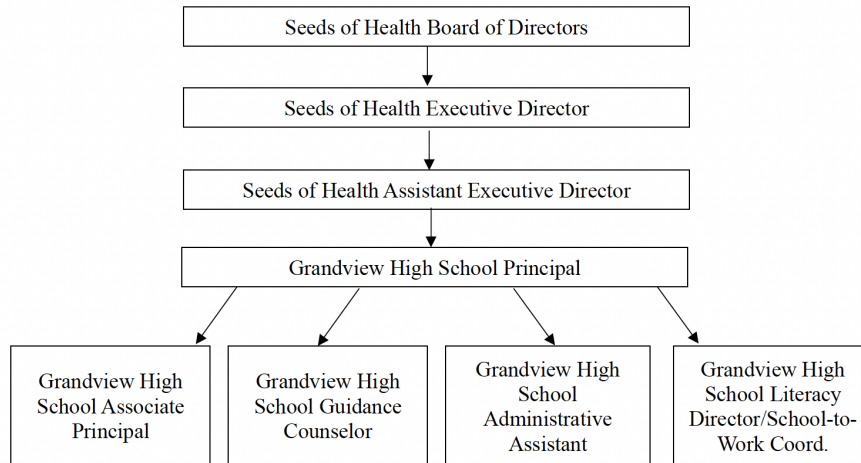 Seeds of Health Board of Directors
Seeds of Health Executive Director
Seeds of Health Assistant Executive Director
Grandview High School Principal
Grandview High
School Associate
Principal
Grandview High
School Guidance
Counselor
Grandview High
School
Administrative
Assistant
Grandview High
School Literacy
Director/School-to-
Work Coord.